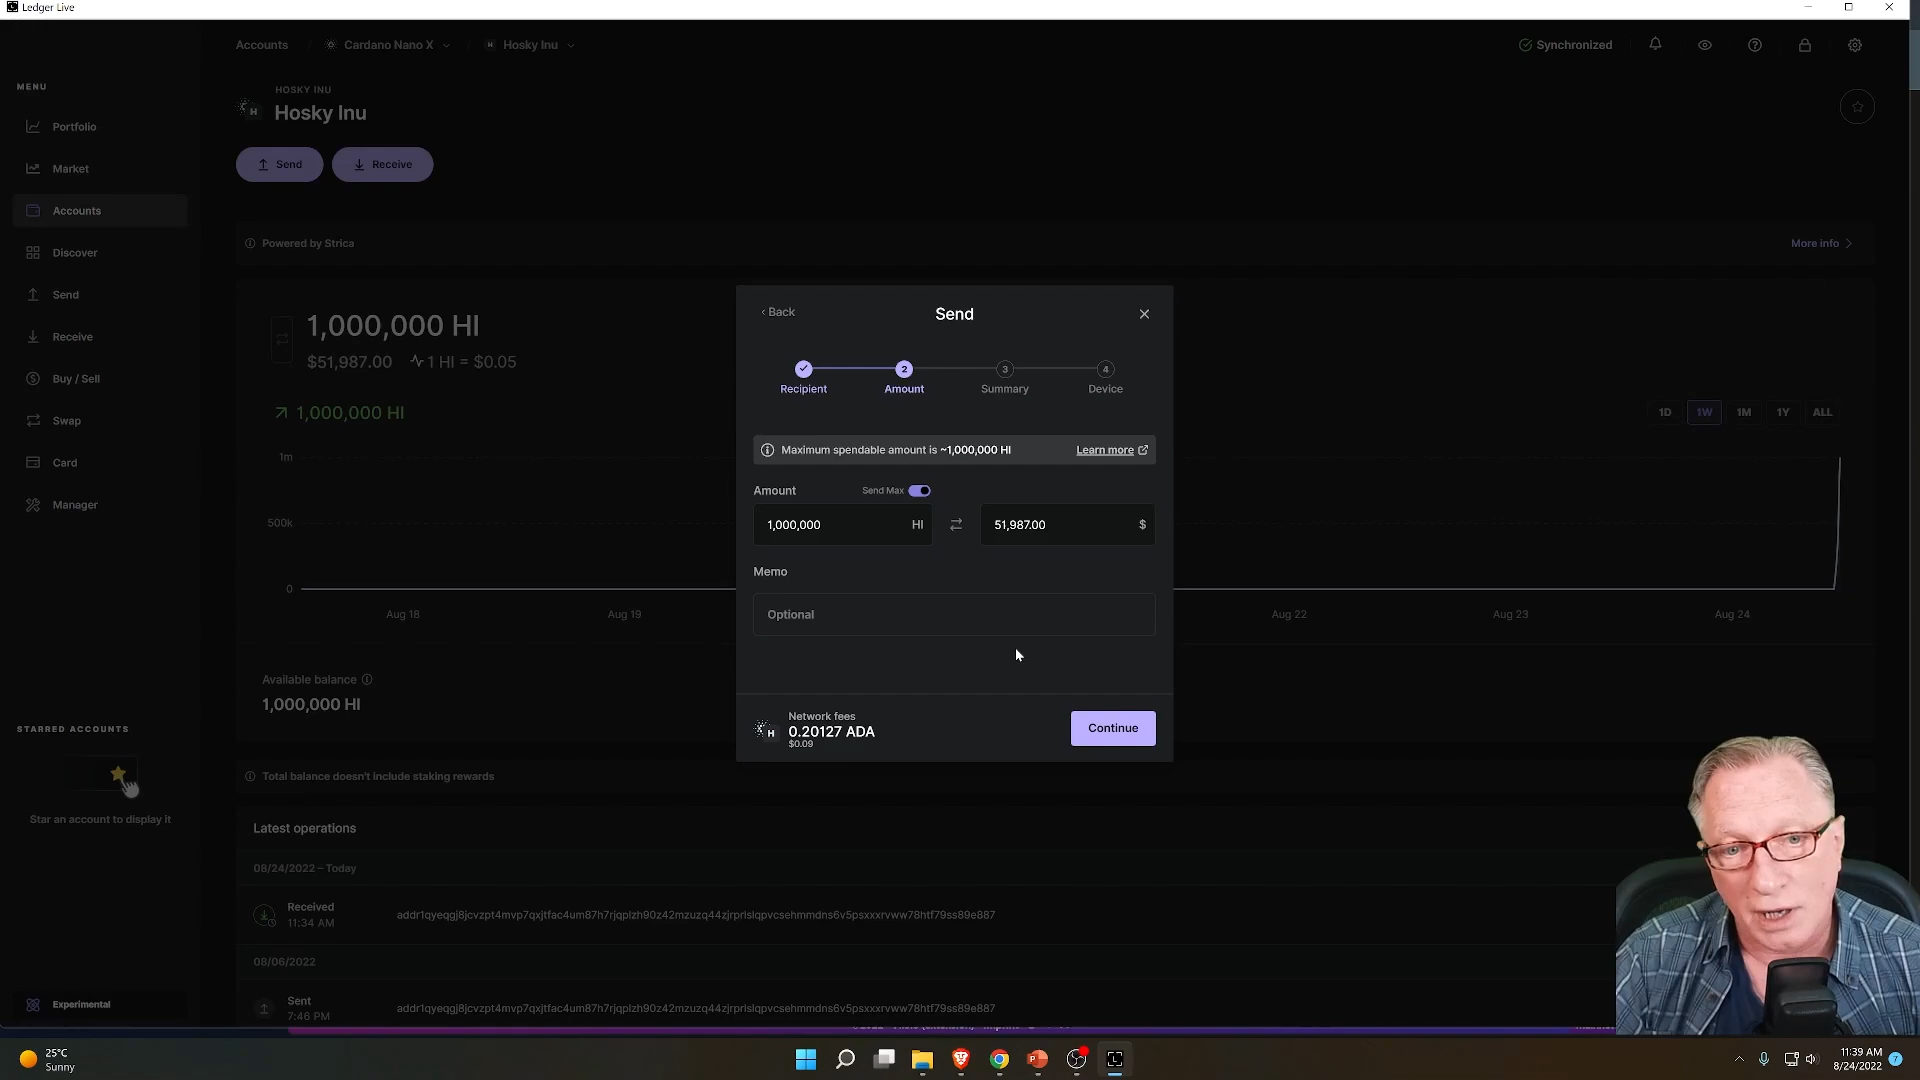 Ledger Live
Accounts / Cardano Nano X / Hosky Inu
Synchronized
MENU
Portfolio
Market
Accounts
Discover
Send
Receive
Buy / Sell
Swap
Card
Manager
STARRED ACCOUNTS
Star an account to display it
Experimental
HOSKY INU
Hosky Inu
H
Send
Receive
Powered by Strica
More info
1,000,000 HI
$51,987.00
1 HI = $0.05
1,000,000 HI
1D 1W 1M 1Y ALL
1m
500k
0
Aug 18
Aug 19
Aug 22
Aug 23
Aug 24
Available balance
1,000,000 HI
Total balance doesn't include staking rewards
Latest operations
08/24/2022 – Today
Received
11:34 AM
08/06/2022
Sent
7:46 PM
Back
Send
2
3
4
Recipient
Amount
Summary
Device
Maximum spendable amount is ~1,000,000 HI
Learn more
Amount
Send Max
1,000,000 HI
51,987.00 $
Memo
Optional
H
Network fees
0.20127 ADA
$0.09
Continue
25°C
Sunny
11:39 AM
8/24/2022
7